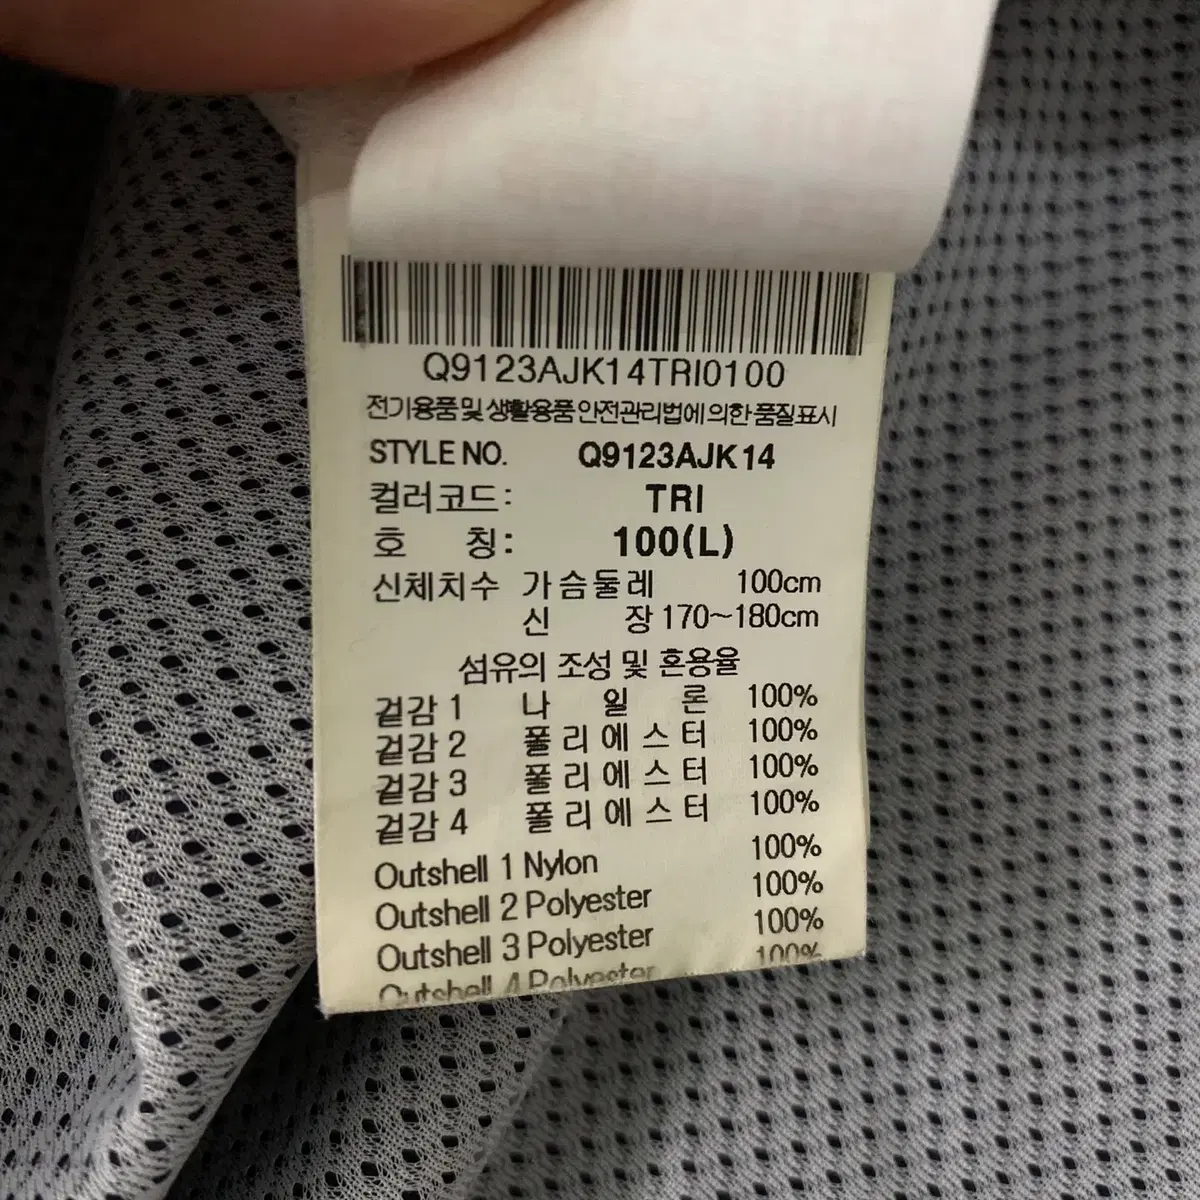 Q9123AJK14TRI0100
전기용품 및 생활용품 안전관리법에 의한 품질표시
STYLE NO. Q9123AJK14
컬러코드: TRI
호 칭: 100(L)
신체치수 가슴둘레 100cm
신 장 170~180cm
섬유의 조성 및 혼용율
겉감 1 나 일 론 100%
겉감 2 폴리에스터 100%
겉감 3 폴리에스터 100%
겉감 4 폴리에스터 100%
Outshell 1 Nylon 100%
Outshell 2 Polyester 100%
Outshell 3 Polyester 100%
Outshell 4 Polyester 100%